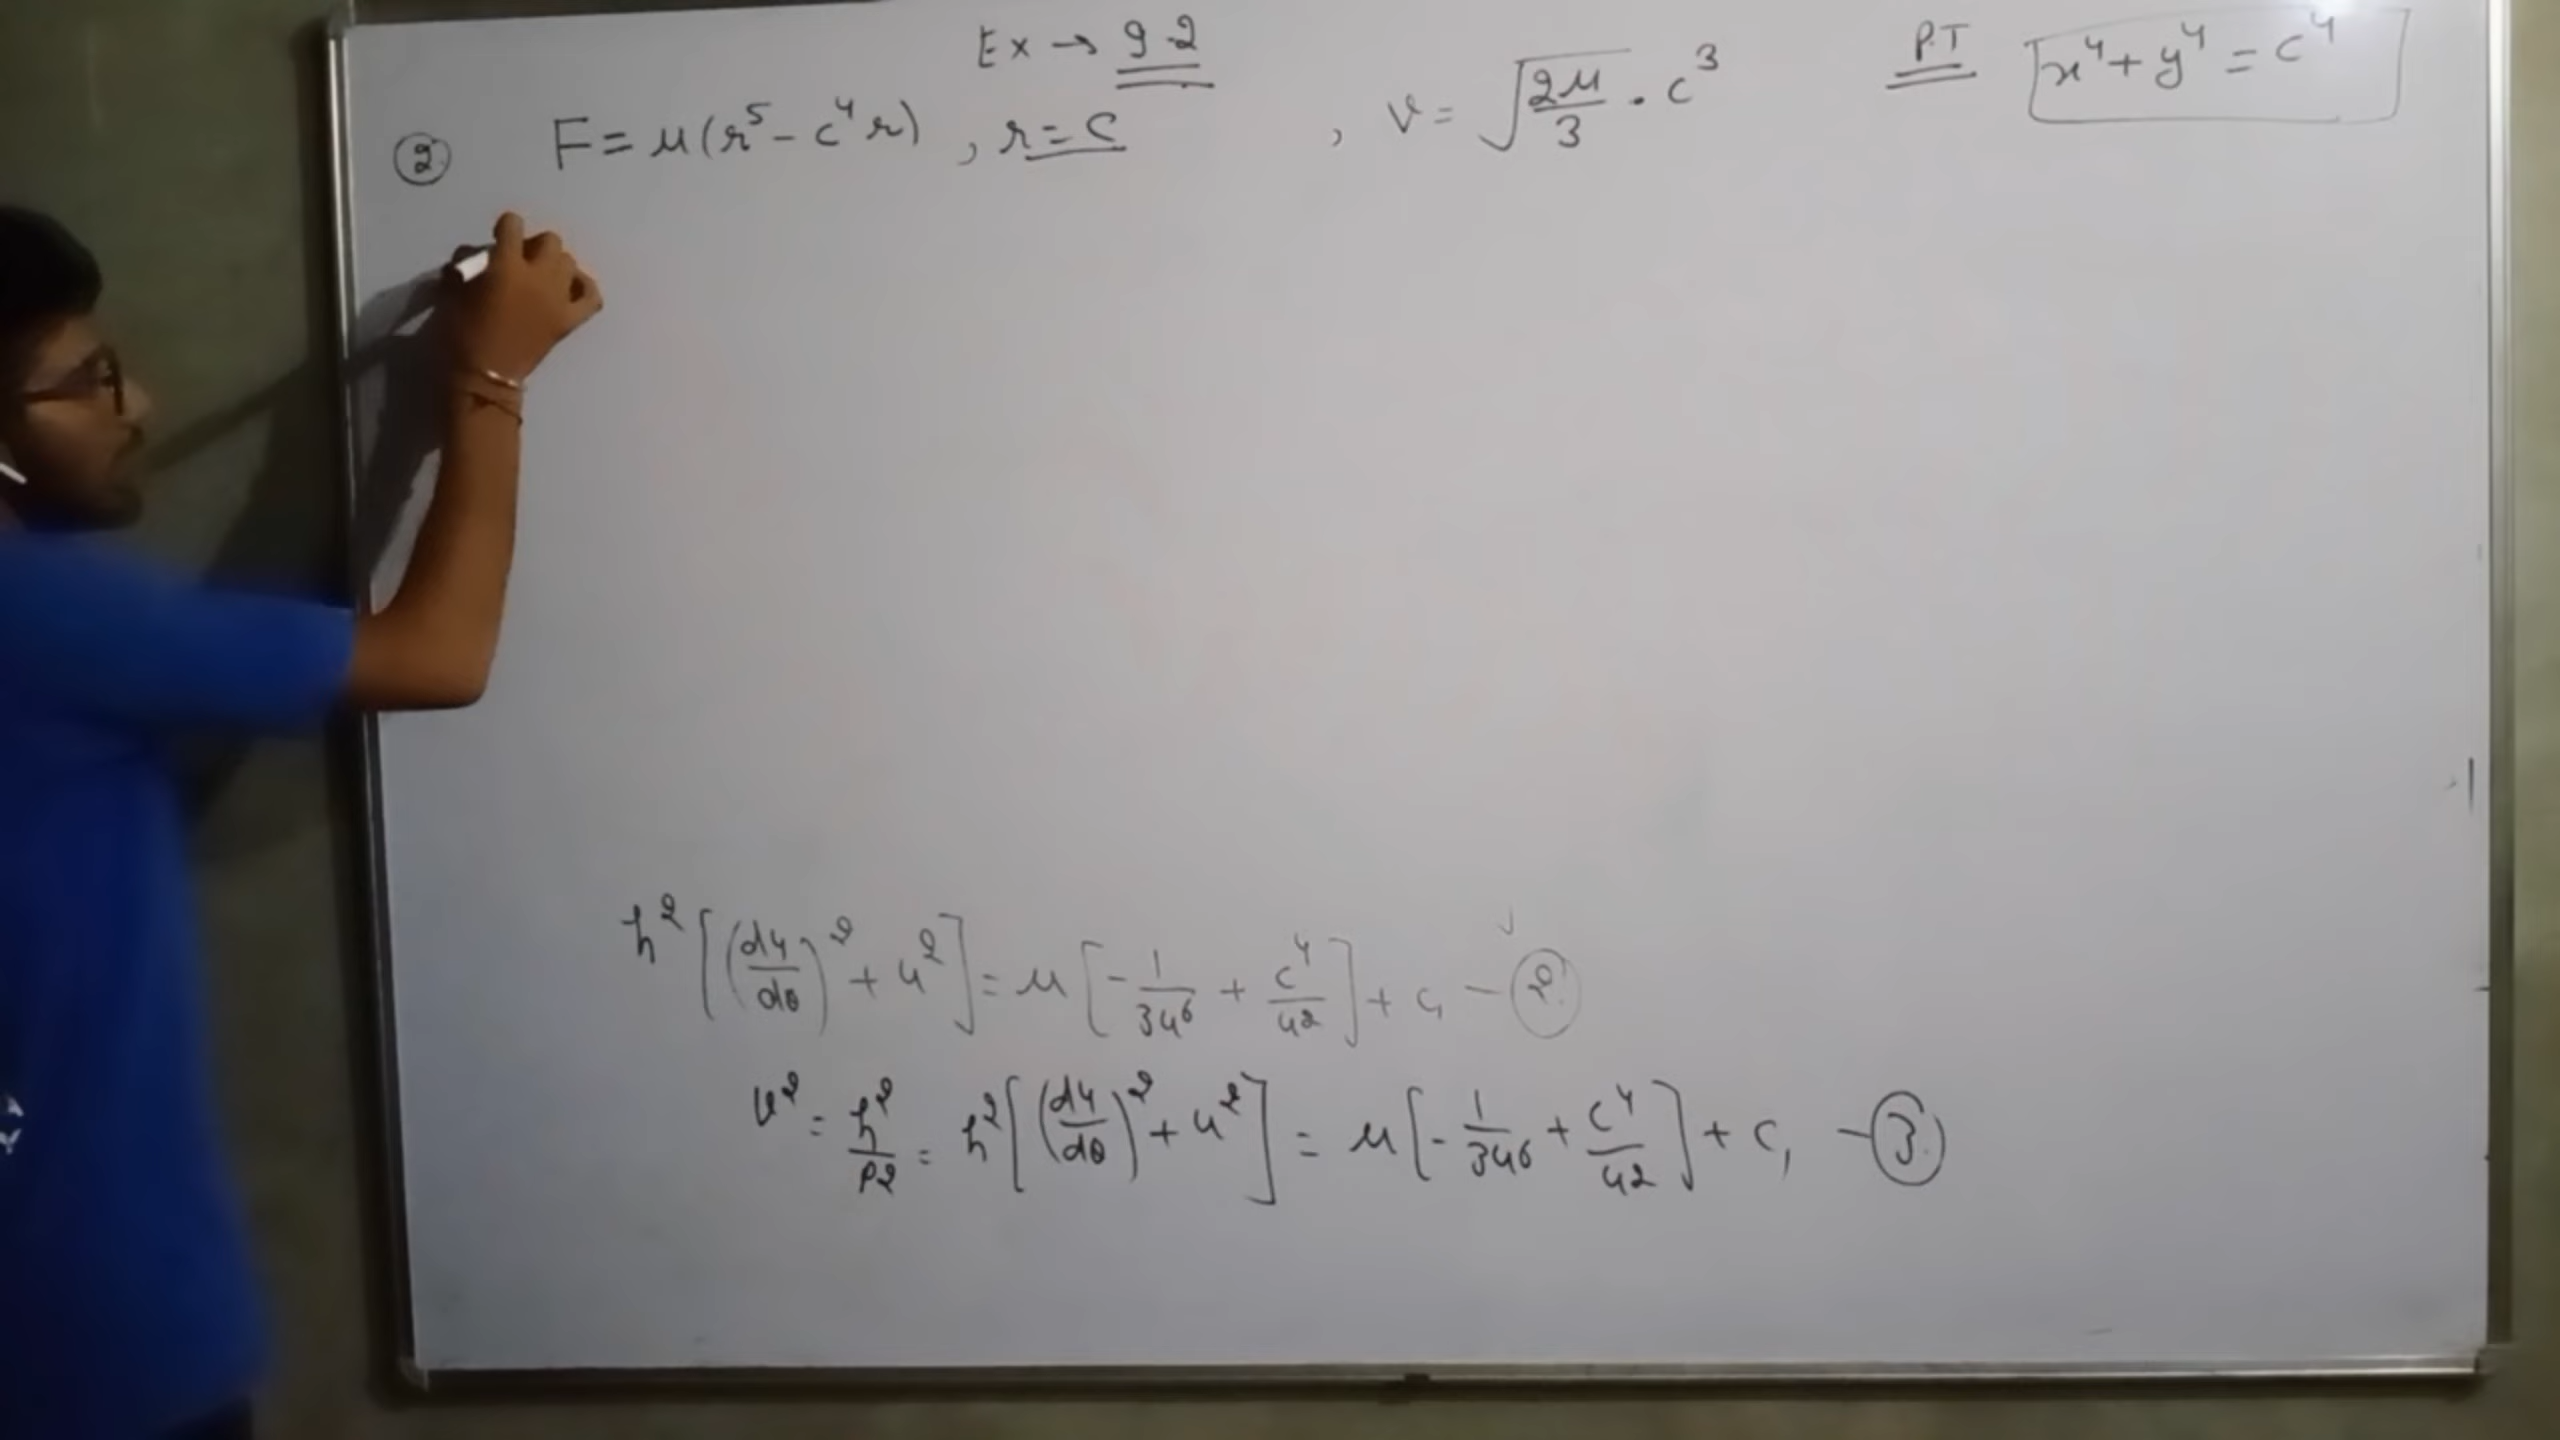 Ex → 9.2
② F = μ(r⁵ - c⁴r) , r = c , v = √(2μ/3) . c³ P.T x⁴ + y⁴ = c⁴
h² [(du/dθ)² + u²] = μ [- 1/3u⁶ + c⁴/u²] + c₁ - ②
v² = h²/p² = h² [(du/dθ)² + u²] = μ [- 1/3u⁶ + c⁴/u²] + c₁ - ③